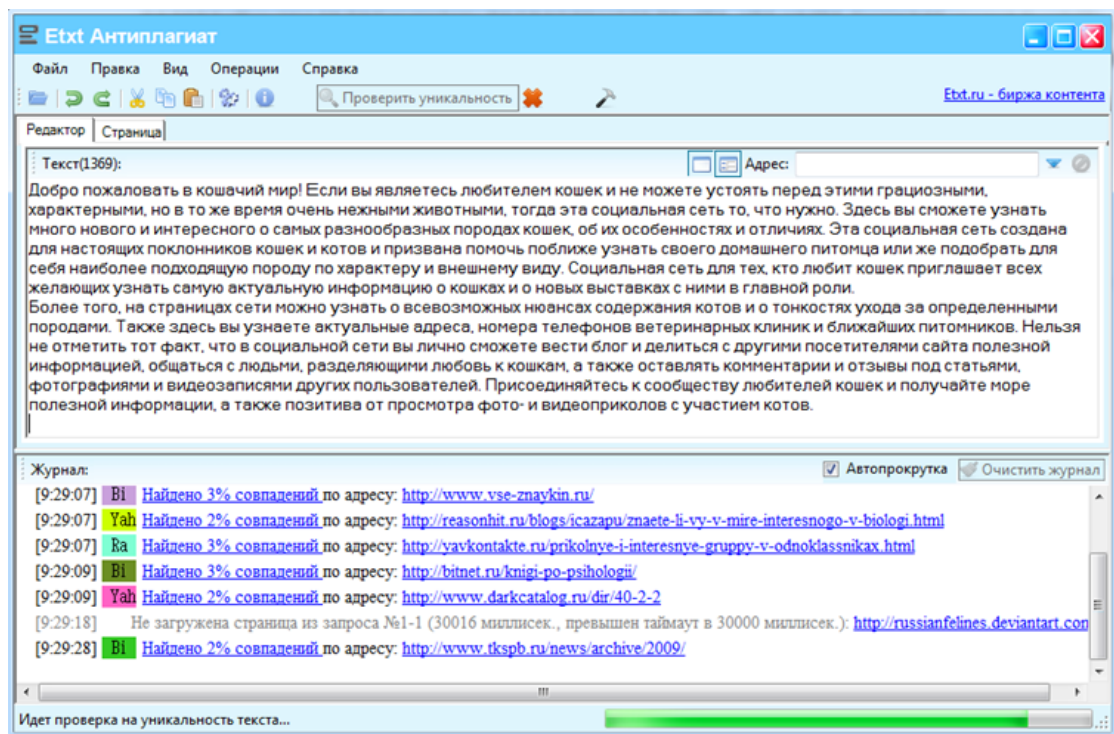 Etxt Антиплагиат
Файл Правка Вид Операции Справка
Проверить уникальность
Etxt.ru - биржа контента
Редактор Страница
Текст(1369): Адрес:
Добро пожаловать в кошачий мир! Если вы являетесь любителем кошек и не можете устоять перед этими грациозными,
характерными, но в то же время очень нежными животными, тогда эта социальная сеть то, что нужно. Здесь вы сможете узнать
много нового и интересного о самых разнообразных породах кошек, об их особенностях и отличиях. Эта социальная сеть создана
для настоящих поклонников кошек и котов и призвана помочь поближе узнать своего домашнего питомца или же подобрать для
себя наиболее подходящую породу по характеру и внешнему виду. Социальная сеть для тех, кто любит кошек приглашает всех
желающих узнать самую актуальную информацию о кошках и о новых выставках с ними в главной роли.
Более того, на страницах сети можно узнать о всевозможных нюансах содержания котов и о тонкостях ухода за определенными
породами. Также здесь вы узнаете актуальные адреса, номера телефонов ветеринарных клиник и ближайших питомников. Нельзя
не отметить тот факт, что в социальной сети вы лично сможете вести блог и делиться с другими посетителями сайта полезной
информацией, общаться с людьми, разделяющими любовь к кошкам, а также оставлять комментарии и отзывы под статьями,
фотографиями и видеозаписями других пользователей. Присоединяйтесь к сообществу любителей кошек и получайте море
полезной информации, а также позитива от просмотра фото- и видеоприколов с участием котов.
Журнал: Автопрокрутка Очистить журнал
[9:29:07] Bi Найдено 3% совпадений по адресу: http://www.vse-znaykin.ru/
[9:29:07] Yah Найдено 2% совпадений по адресу: http://reasonhit.ru/blogs/icazapu/znaete-li-vy-v-mire-interesnogo-v-biologi.html
[9:29:07] Ra Найдено 3% совпадений по адресу: http://yavkontakte.ru/prikolnye-i-interesnye-gruppy-v-odnoklassnikax.html
[9:29:09] Bi Найдено 3% совпадений по адресу: http://bitnet.ru/knigi-po-psihologii/
[9:29:09] Yah Найдено 2% совпадений по адресу: http://www.darkcatalog.ru/dir/40-2-2
[9:29:18] Не загружена страница из запроса №1-1 (30016 миллисек., превышен таймаут в 30000 миллисек.): http://russianfelines.deviantart.con
[9:29:28] Bi Найдено 2% совпадений по адресу: http://www.tkspb.ru/news/archive/2009/
Идет проверка на уникальность текста...